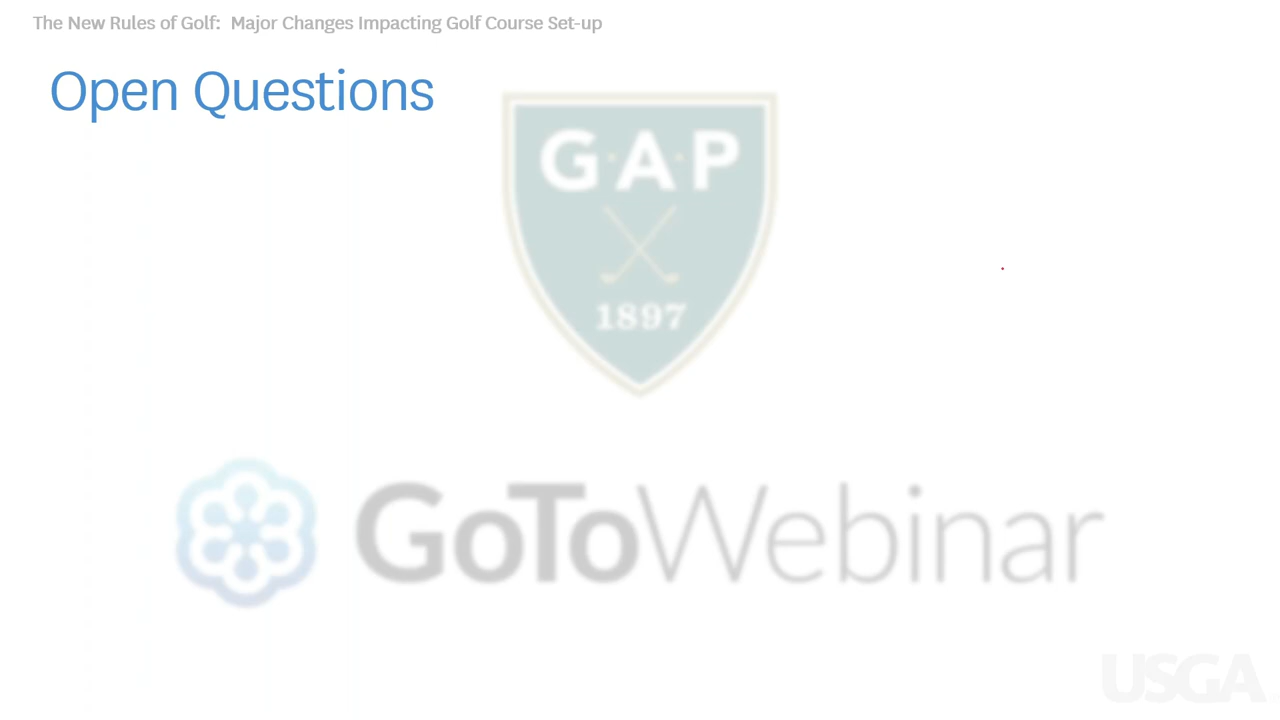 The New Rules of Golf: Major Changes Impacting Golf Course Set-up
Open Questions
G·A·P
1897
GoToWebinar
USGA